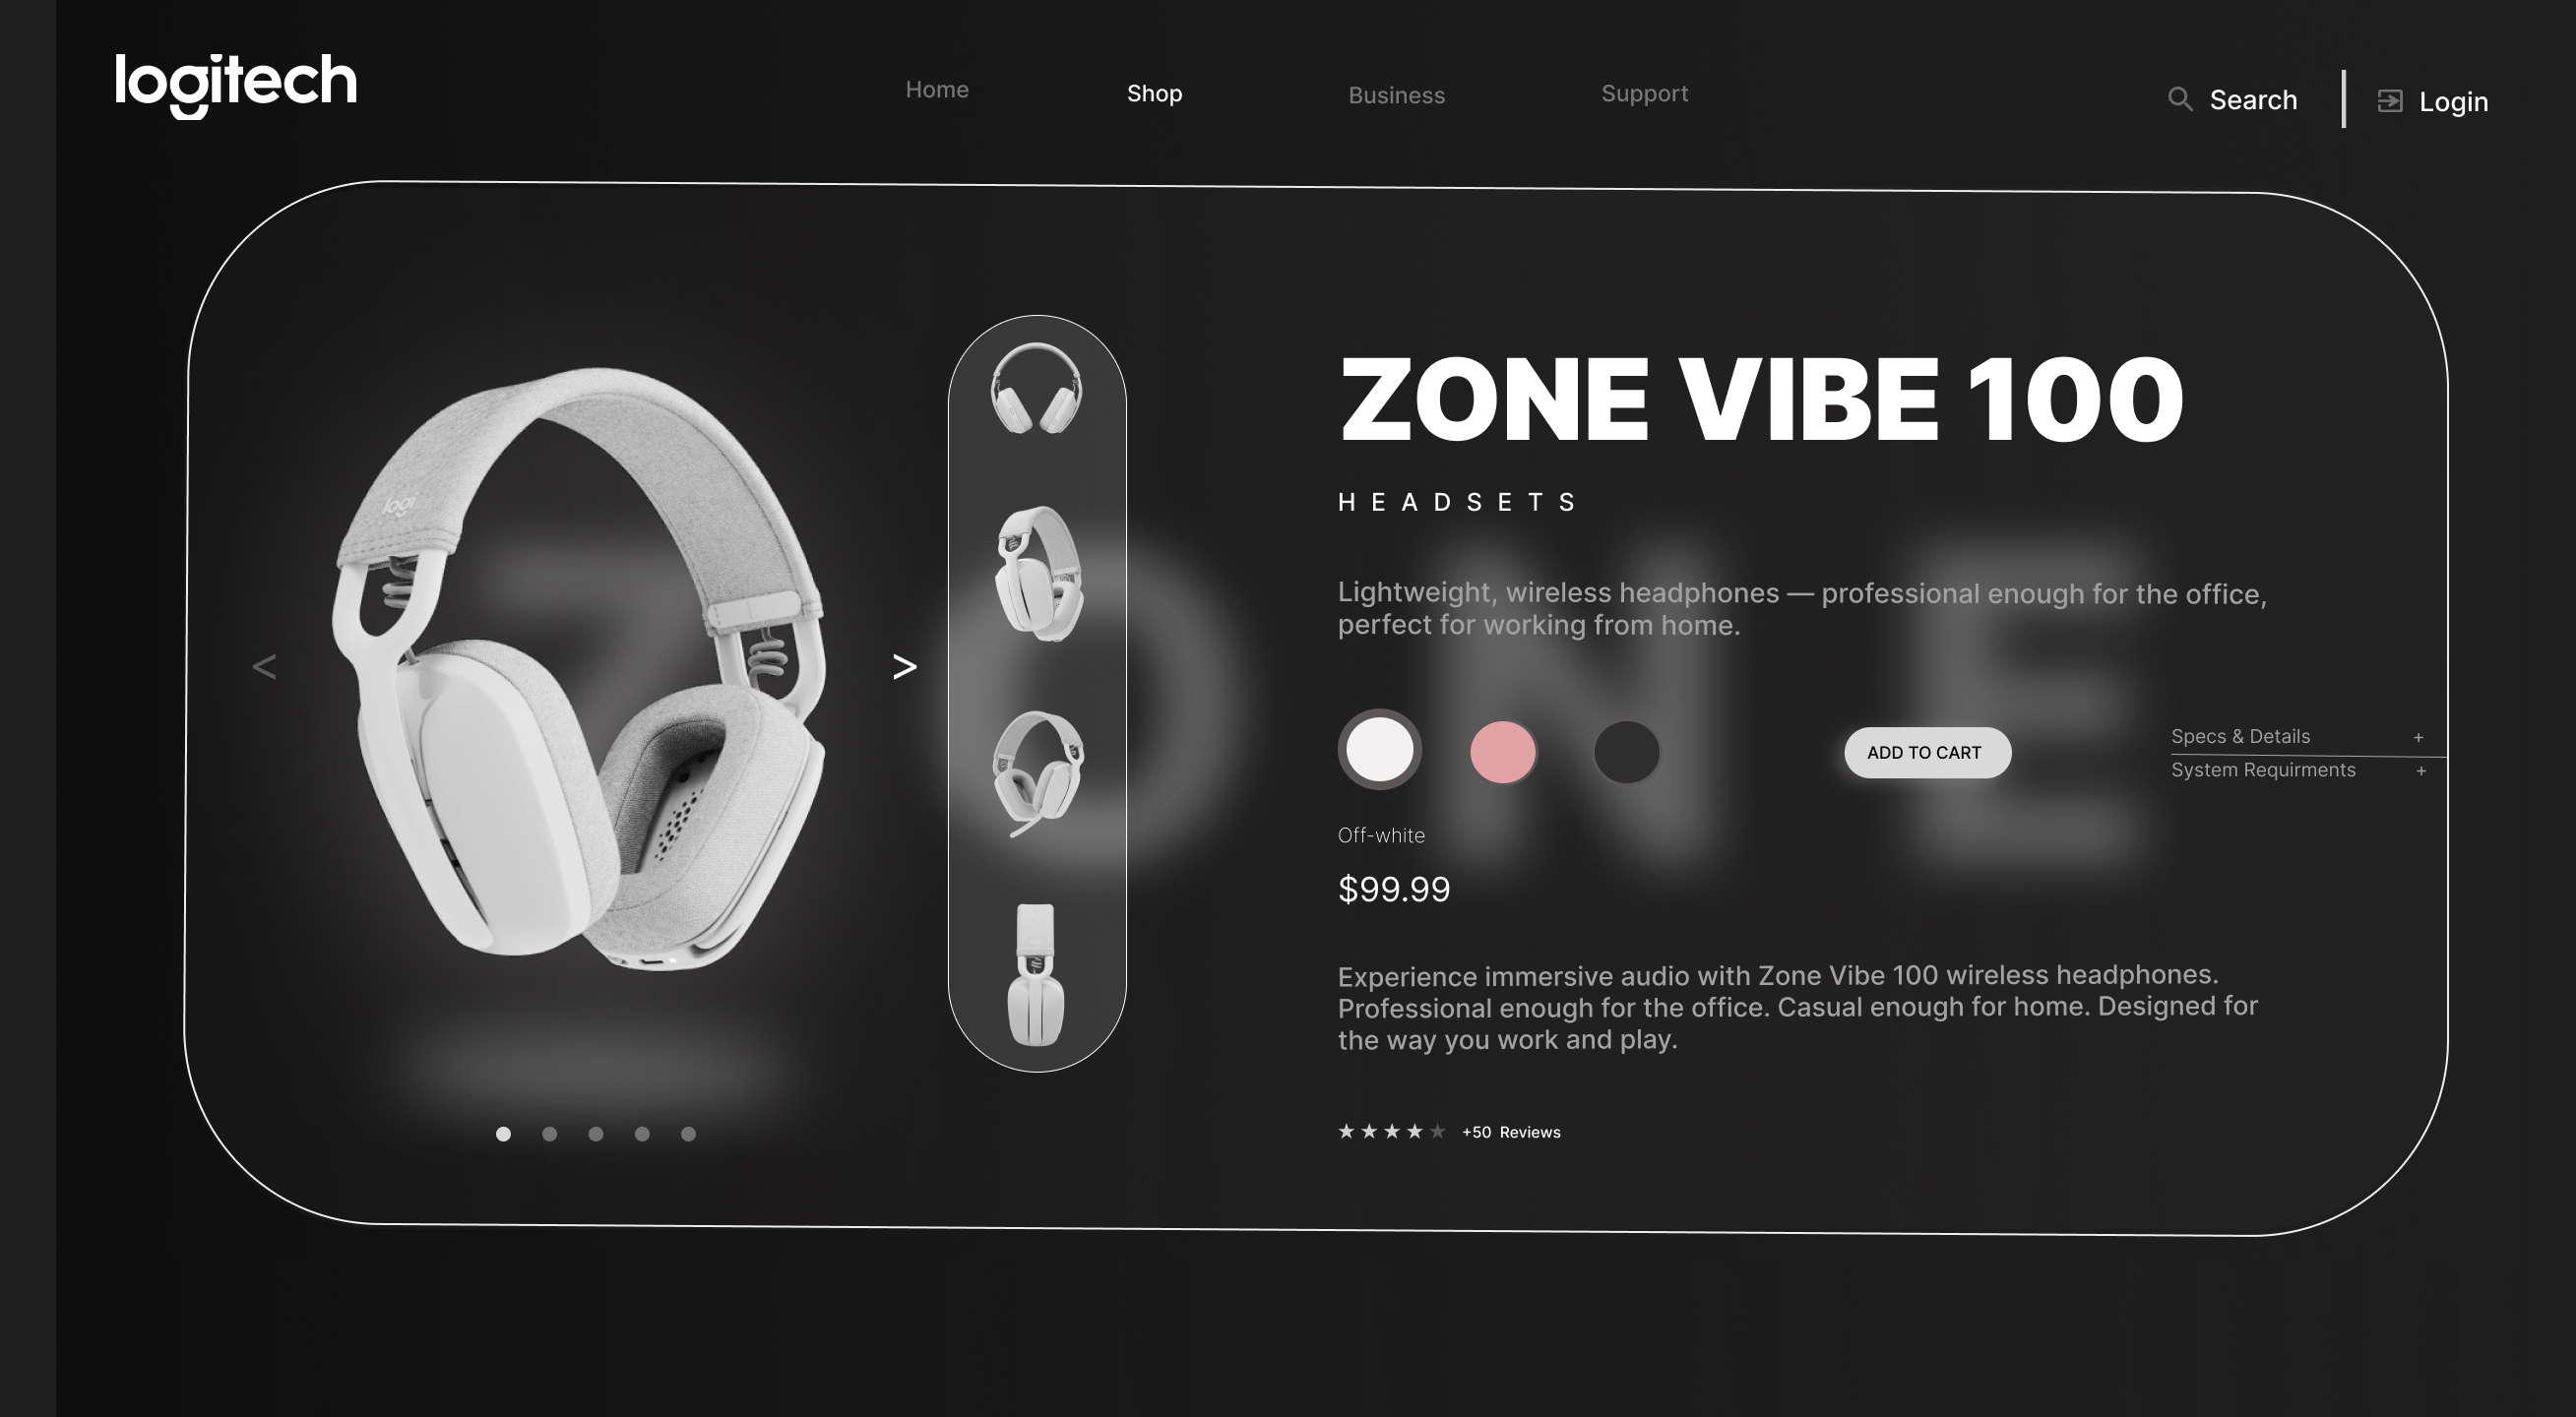 logitech
Home
Shop
Business
Support
Search
Login
logi
ZONE VIBE 100
HEADSETS
Lightweight, wireless headphones — professional enough for the office,
perfect for working from home.
ZONE
< >
ADD TO CART
Specs & Details +
System Requirments +
Off-white
$99.99
Experience immersive audio with Zone Vibe 100 wireless headphones.
Professional enough for the office. Casual enough for home. Designed for
the way you work and play.
+50 Reviews